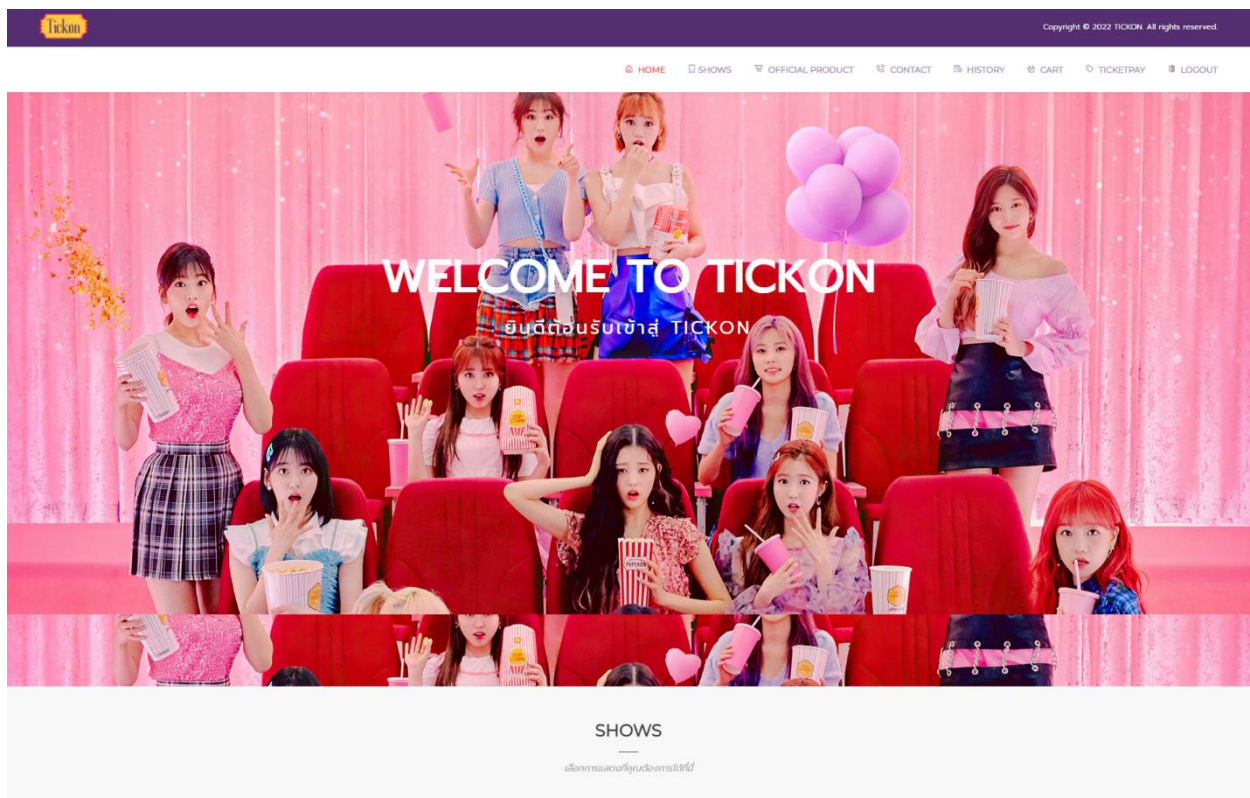 Tickon
Copyright © 2022 TICKON. All rights reserved.
HOME SHOWS OFFICIAL PRODUCT CONTACT HISTORY CART TICKETPAY LOGOUT
WELCOME TO TICKON
ยินดีต้อนรับเข้าสู่ TICKON
POPCORN
SHOWS
เลือกการแสดงที่คุณต้องการได้ที่นี่